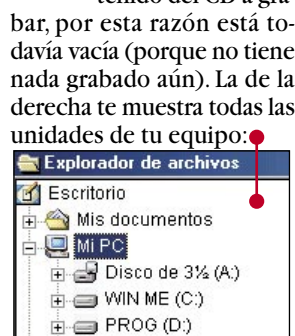 tenido del CD a gra-
bar, por esta razón está to-
davía vacía (porque no tiene
nada grabado aún). La de la
derecha te muestra todas las
unidades de tu equipo:
Explorador de archivos
Escritorio
Mis documentos
Mi PC
Disco de 3½ (A:)
WIN ME (C:)
PROG (D:)